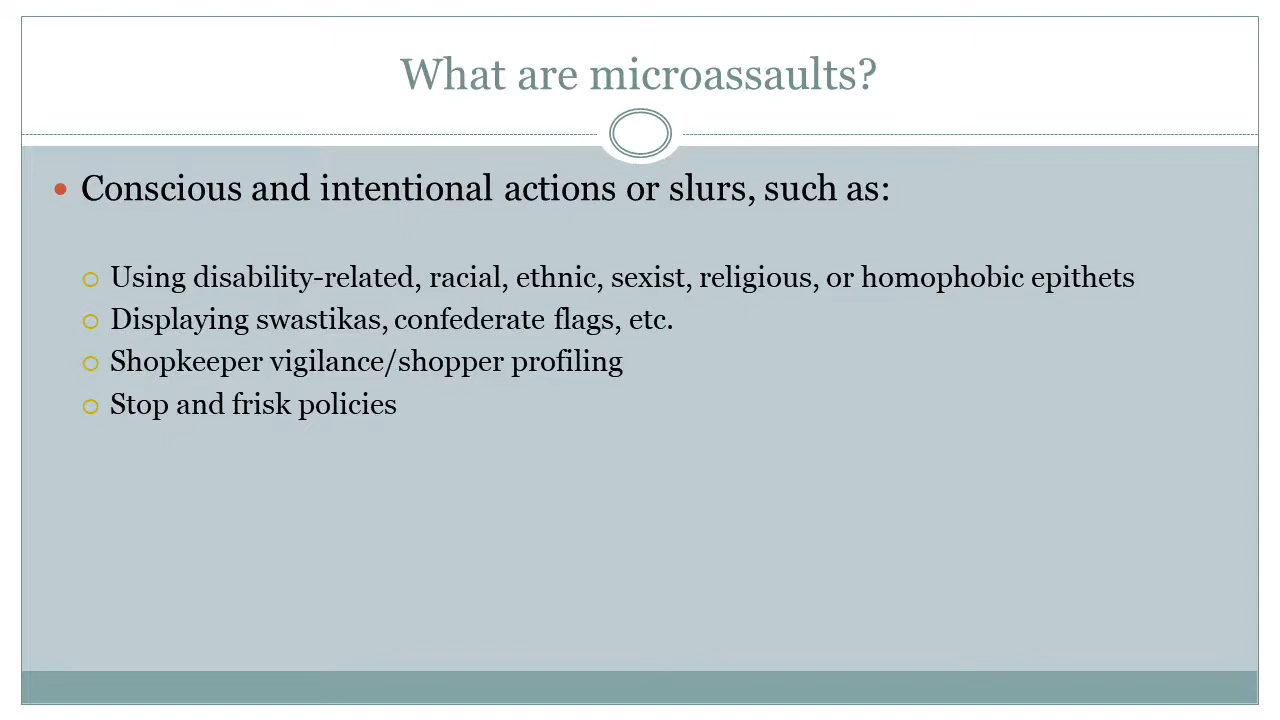 What are microassaults?
Conscious and intentional actions or slurs, such as:
Using disability-related, racial, ethnic, sexist, religious, or homophobic epithets
Displaying swastikas, confederate flags, etc.
Shopkeeper vigilance/shopper profiling
Stop and frisk policies